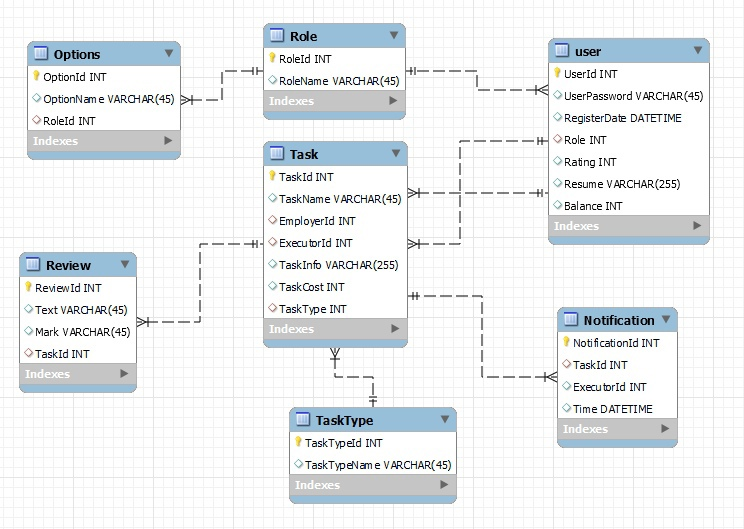 Options
OptionId INT
OptionName VARCHAR(45)
RoleId INT
Indexes
Role
RoleId INT
RoleName VARCHAR(45)
Indexes
user
UserId INT
UserPassword VARCHAR(45)
RegisterDate DATETIME
Role INT
Rating INT
Resume VARCHAR(255)
Balance INT
Indexes
Task
TaskId INT
TaskName VARCHAR(45)
EmployerId INT
ExecutorId INT
TaskInfo VARCHAR(255)
TaskCost INT
TaskType INT
Indexes
Review
ReviewId INT
Text VARCHAR(45)
Mark VARCHAR(45)
TaskId INT
Indexes
Notification
NotificationId INT
TaskId INT
ExecutorId INT
Time DATETIME
Indexes
TaskType
TaskTypeId INT
TaskTypeName VARCHAR(45)
Indexes